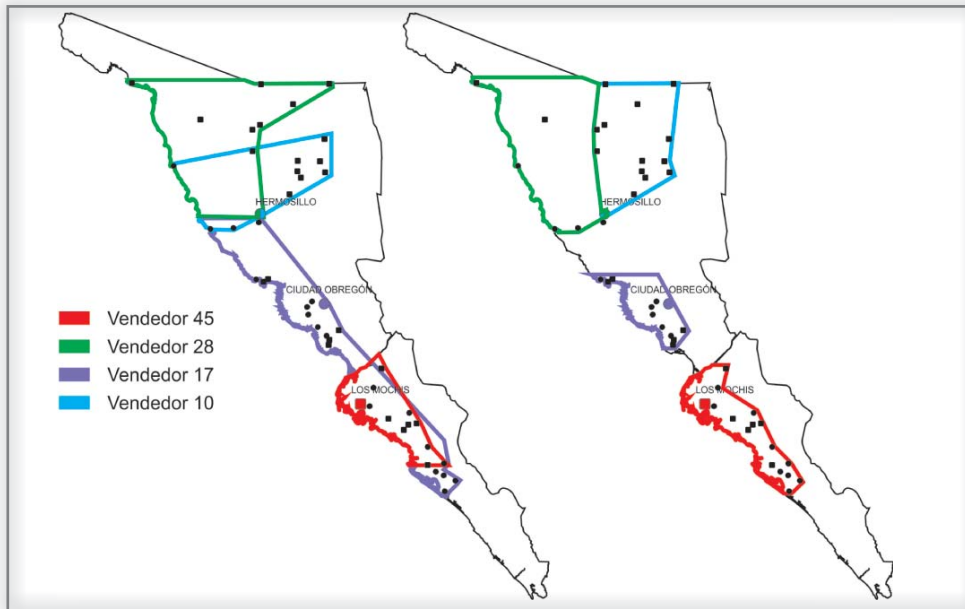 HERMOSILLO
CIUDAD OBREGÓN
LOS MOCHIS
HERMOSILLO
CIUDAD OBREGÓN
LOS MOCHIS
Vendedor 45
Vendedor 28
Vendedor 17
Vendedor 10